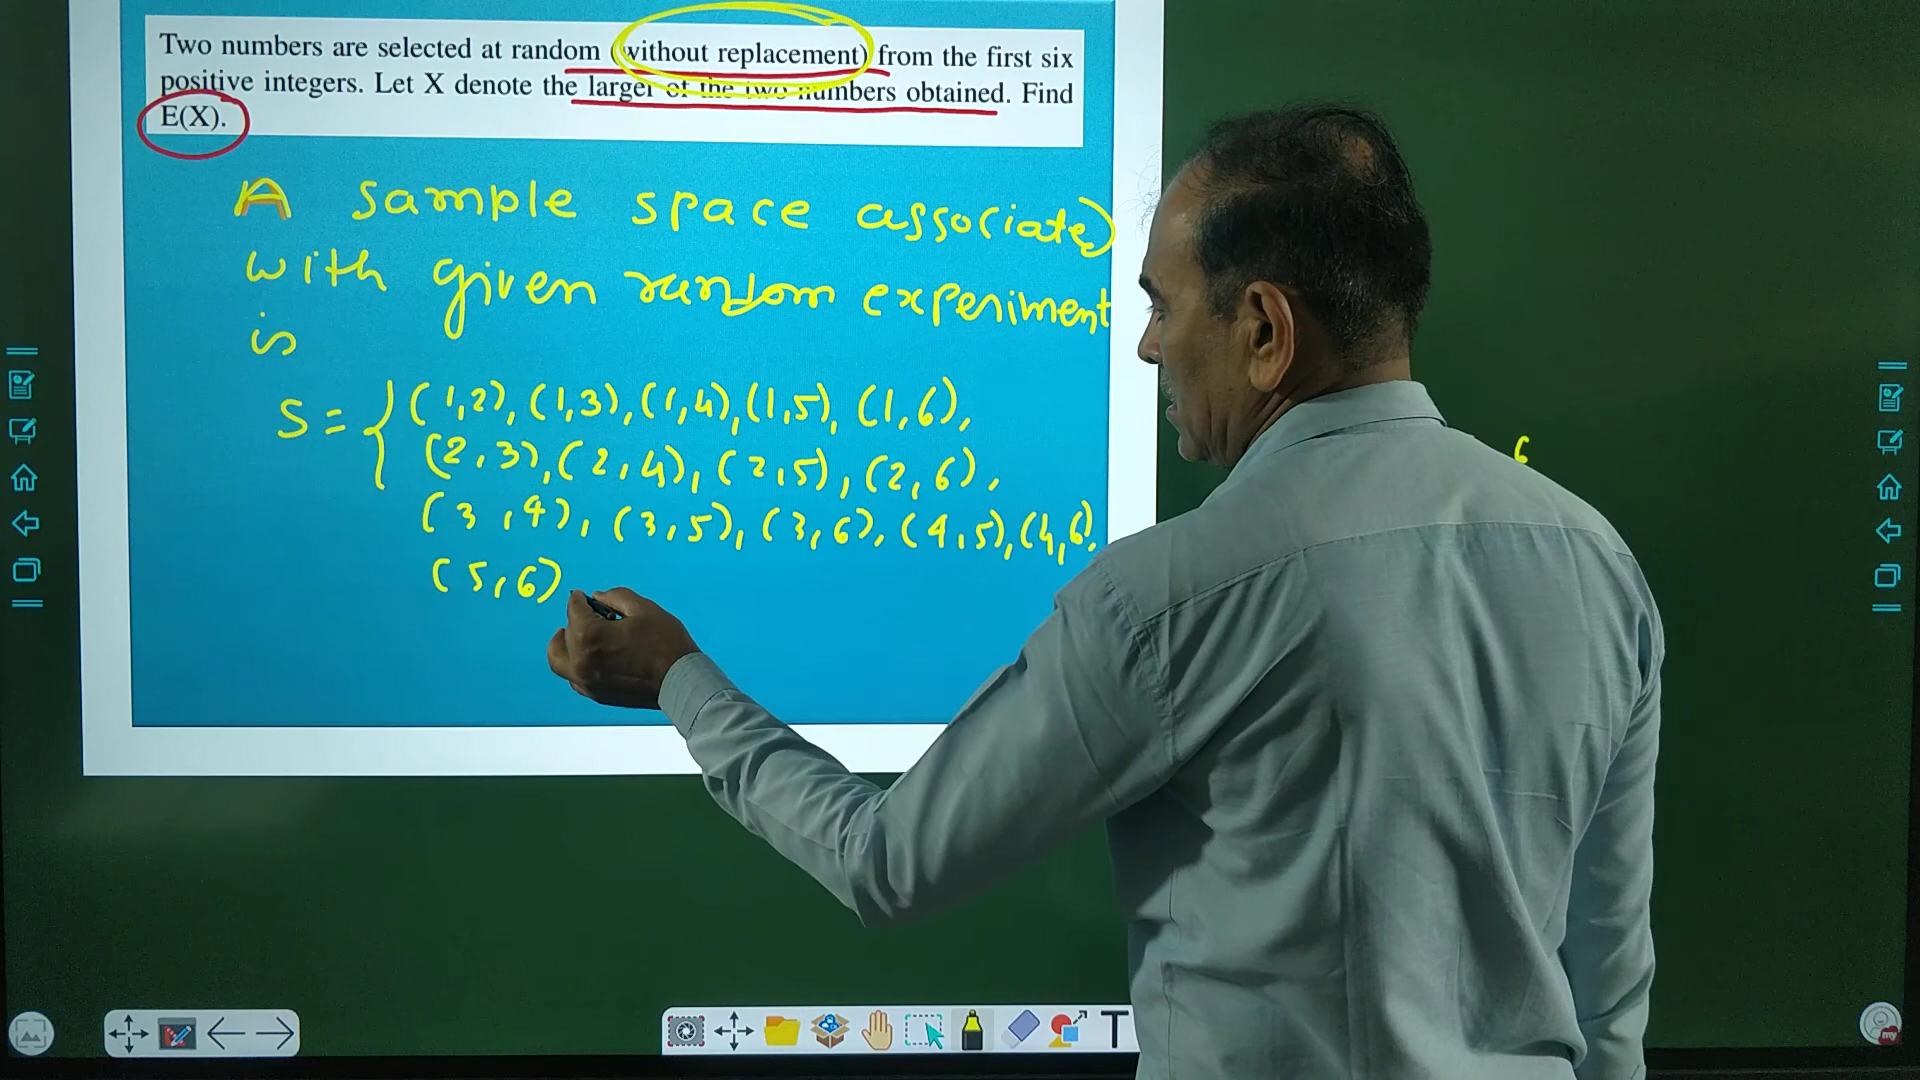 Two numbers are selected at random (without replacement) from the first six
positive integers. Let X denote the larger of the two numbers obtained. Find
E(X).
A sample space associated
with given random experiment
is
S = { (1,2), (1,3), (1,4), (1,5), (1,6),
(2,3), (2,4), (2,5), (2,6),
(3,4), (3,5), (3,6), (4,5), (4,6),
(5,6)
6
T
my